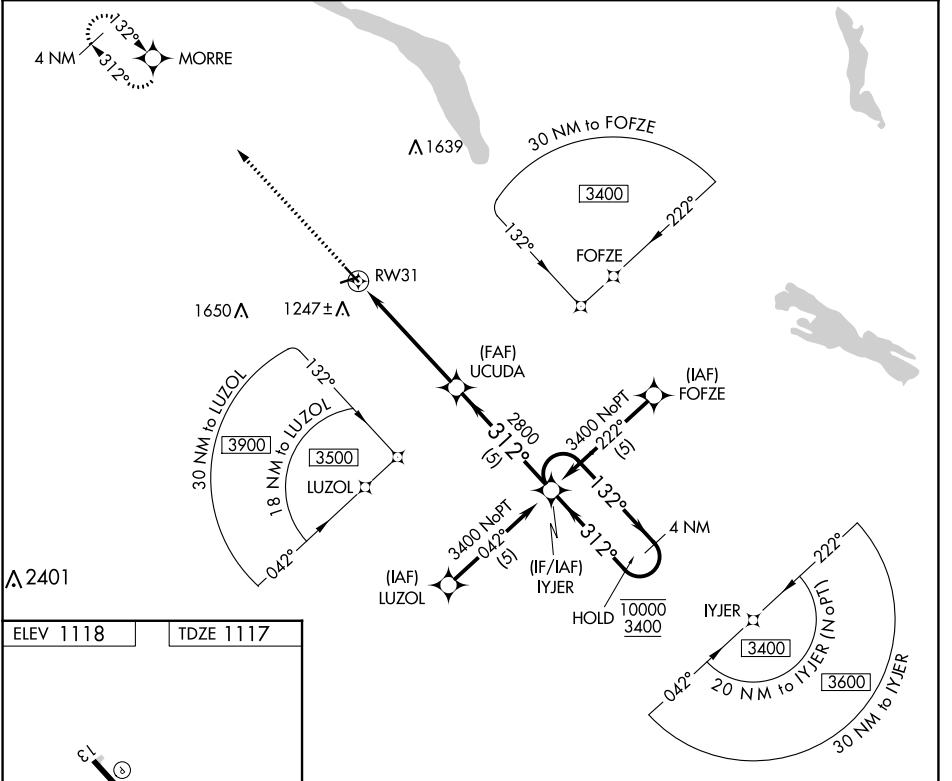 132°
4 NM
MORRE
312°
1639
30 NM to FOFZE
3400
132°
222°
FOFZE
RW31
1650
1247±
(FAF)
UCUDA
132°
30 NM to LUZOL
3900
18 NM to LUZOL
3500
LUZOL
042°
2800
312°
(5)
(IAF)
FOFZE
3400 NoPT
222°
(5)
132°
312°
4 NM
3400 NoPT
042°
(5)
(IAF)
LUZOL
(IF/IAF)
IYJER
HOLD
10000
3400
2401
222°
IYJER
3400
20 NM to IYJER (NoPT)
3600
042°
30 NM to IYJER
ELEV 1118
TDZE 1117
13
P